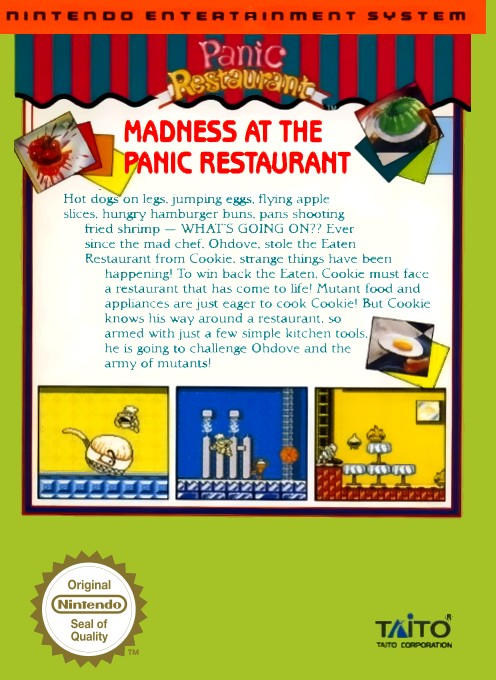 NINTENDO ENTERTAINMENT SYSTEM
Panic
Restaurant
TM
MADNESS AT THE
PANIC RESTAURANT
Hot dogs on legs, jumping eggs, flying apple
slices, hungry hamburger buns, pans shooting
fried shrimp — WHAT'S GOING ON?? Ever
since the mad chef, Ohdove, stole the Eaten
Restaurant from Cookie, strange things have been
happening! To win back the Eaten, Cookie must face
a restaurant that has come to life! Mutant food and
appliances are just eager to cook Cookie! But Cookie
knows his way around a restaurant, so
armed with just a few simple kitchen tools,
he is going to challenge Ohdove and the
army of mutants!
Original
Nintendo
Seal of
Quality
TM
TAITO®
TAITO CORPORATION